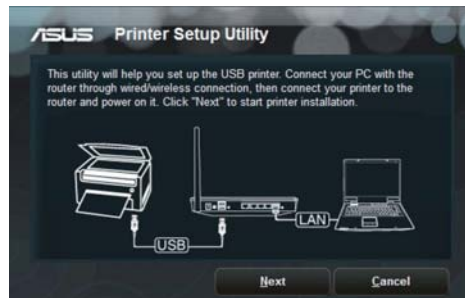 ASUS Printer Setup Utility
This utility will help you set up the USB printer. Connect your PC with the
router through wired/wireless connection, then connect your printer to the
router and power on it. Click "Next" to start printer installation.
LAN
USB
Next Cancel